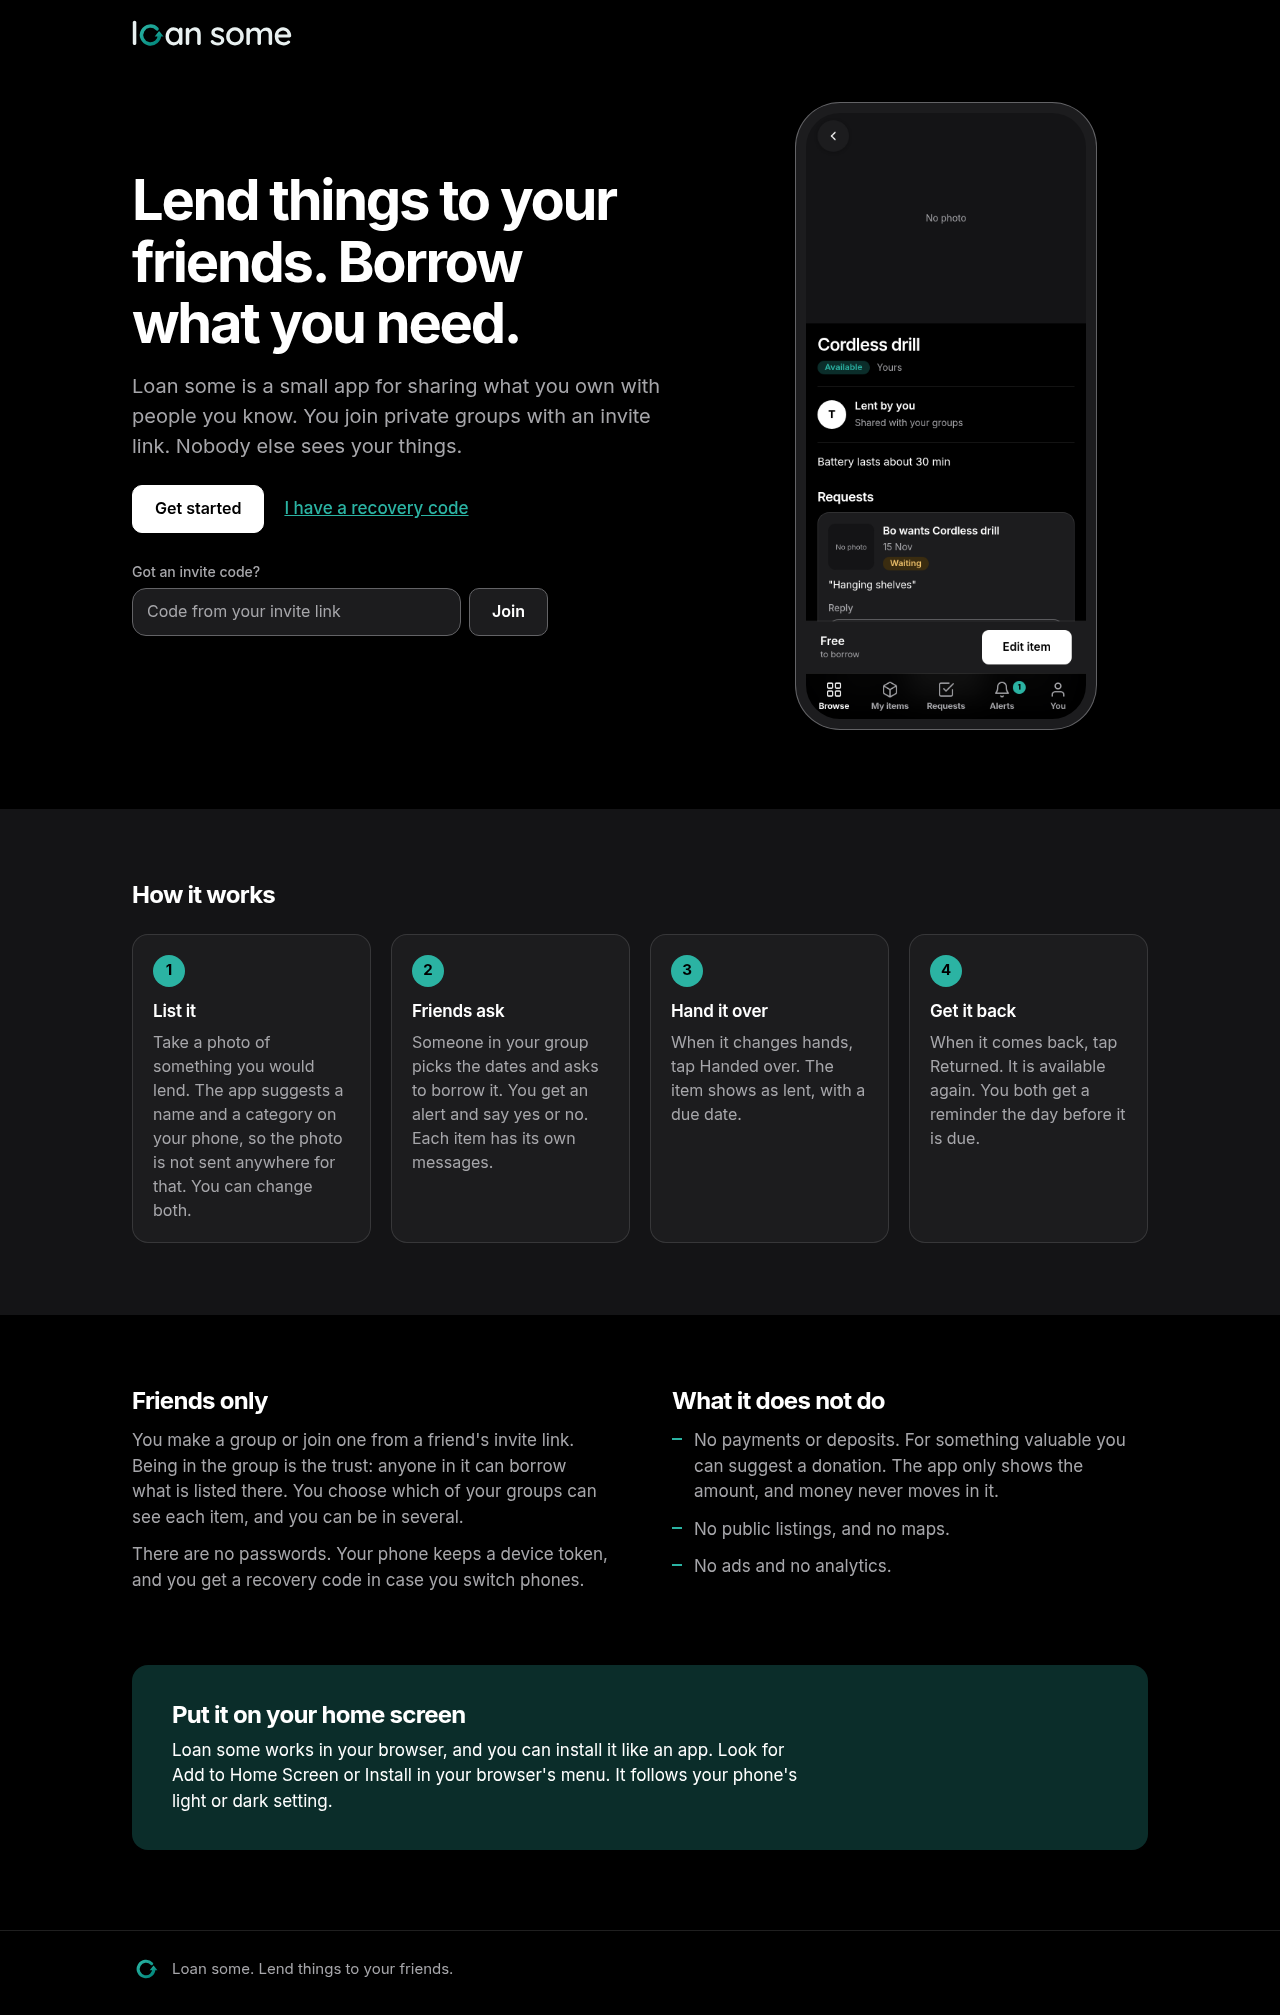 loan some
Lend things to your
friends. Borrow
what you need.
Loan some is a small app for sharing what you own with
people you know. You join private groups with an invite
link. Nobody else sees your things.
Get started
I have a recovery code
Got an invite code?
Code from your invite link
Join
No photo
Cordless drill
Available
Yours
T
Lent by you
Shared with your groups
Battery lasts about 30 min
Requests
No photo
Bo wants Cordless drill
15 Nov
Waiting
"Hanging shelves"
Reply
Free
to borrow
Edit item
Browse
My items
Requests
1
Alerts
You
How it works
1
List it
Take a photo of
something you would
lend. The app suggests a
name and a category on
your phone, so the photo
is not sent anywhere for
that. You can change
both.
2
Friends ask
Someone in your group
picks the dates and asks
to borrow it. You get an
alert and say yes or no.
Each item has its own
messages.
3
Hand it over
When it changes hands,
tap Handed over. The
item shows as lent, with a
due date.
4
Get it back
When it comes back, tap
Returned. It is available
again. You both get a
reminder the day before it
is due.
Friends only
You make a group or join one from a friend's invite link.
Being in the group is the trust: anyone in it can borrow
what is listed there. You choose which of your groups can
see each item, and you can be in several.
There are no passwords. Your phone keeps a device token,
and you get a recovery code in case you switch phones.
What it does not do
No payments or deposits. For something valuable you
can suggest a donation. The app only shows the
amount, and money never moves in it.
No public listings, and no maps.
No ads and no analytics.
Put it on your home screen
Loan some works in your browser, and you can install it like an app. Look for
Add to Home Screen or Install in your browser's menu. It follows your phone's
light or dark setting.
Loan some. Lend things to your friends.